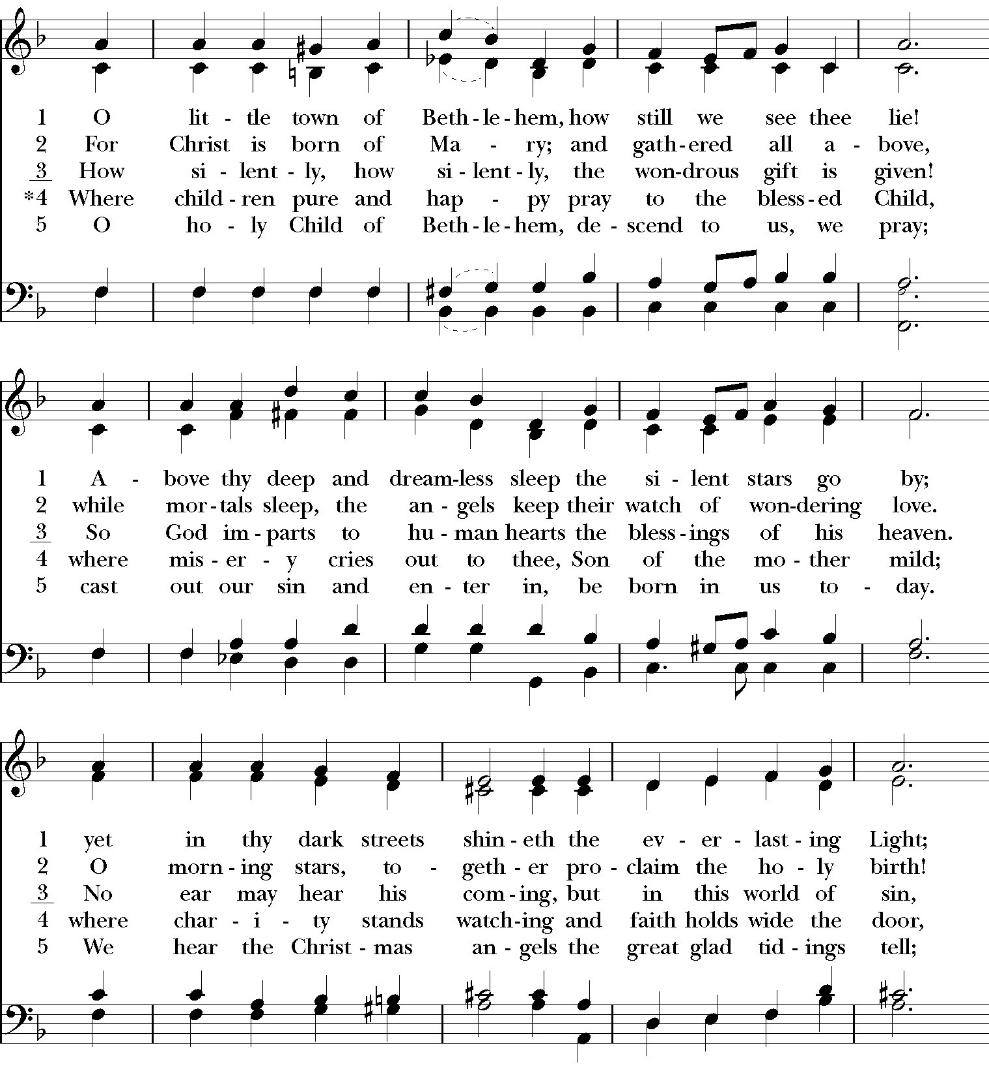 1 O lit - tle town of Beth - le - hem, how still we see thee lie!
2 For Christ is born of Ma - ry; and gath - ered all a - bove,
3 How si - lent - ly, how si - lent - ly, the won - drous gift is given!
*4 Where child - ren pure and hap - py pray to the bless - ed Child,
5 O ho - ly Child of Beth - le - hem, de - scend to us, we pray;
1 A - bove thy deep and dream - less sleep the si - lent stars go by;
2 while mor - tals sleep, the an - gels keep their watch of won - dering love.
3 So God im - parts to hu - man hearts the bless - ings of his heaven.
4 where mis - er - y cries out to thee, Son of the mo - ther mild;
5 cast out our sin and en - ter in, be born in us to - day.
1 yet in thy dark streets shin - eth the ev - er - last - ing Light;
2 O morn - ing stars, to - geth - er pro - claim the ho - ly birth!
3 No ear may hear his com - ing, but in this world of sin,
4 where char - i - ty stands watch - ing and faith holds wide the door,
5 We hear the Christ - mas an - gels the great glad tid - ings tell;